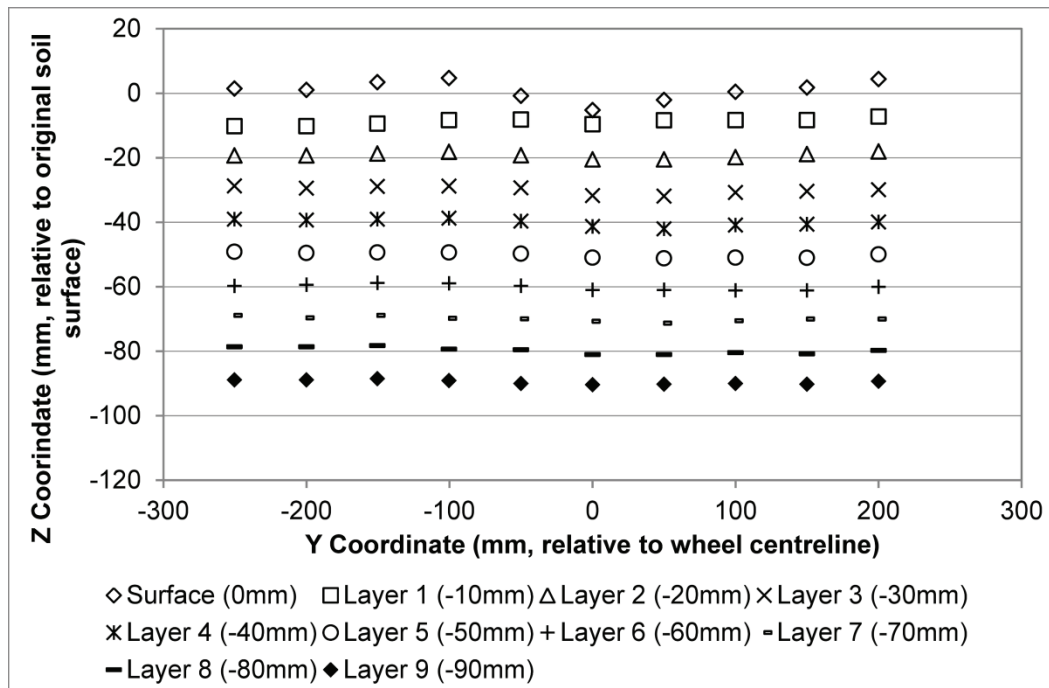 Z Coorindate (mm, relative to original soil
surface)
20
0
-20
-40
-60
-80
-100
-120
-300
-200
-100
0
100
200
300
Y Coordinate (mm, relative to wheel centreline)
Surface (0mm)
Layer 1 (-10mm)
Layer 2 (-20mm)
Layer 3 (-30mm)
Layer 4 (-40mm)
Layer 5 (-50mm)
Layer 6 (-60mm)
Layer 7 (-70mm)
Layer 8 (-80mm)
Layer 9 (-90mm)